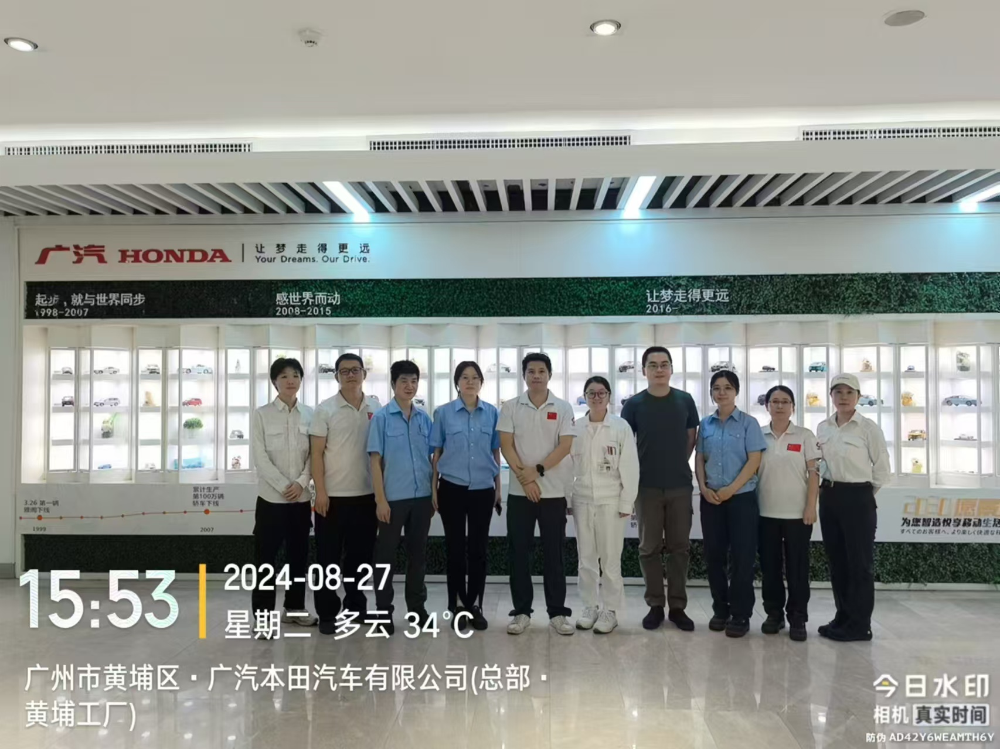 广汽 HONDA
让梦走得更远
Your Dreams. Our Drive.
起步，就与世界同步
1998-2007
感世界而动
2008-2015
让梦走得更远
2016-
3.26 第一辆
雅阁下线
1999
累计生产
第100万辆
轿车下线
2007
为您智造悦享移动生活
すべてのお客様へ、より楽しく快適な
15:53
2024-08-27
星期二 多云 34°C
广州市黄埔区·广汽本田汽车有限公司(总部·
黄埔工厂)
今日水印
相机 真实时间
防伪 AD42Y6WEAMTH6Y